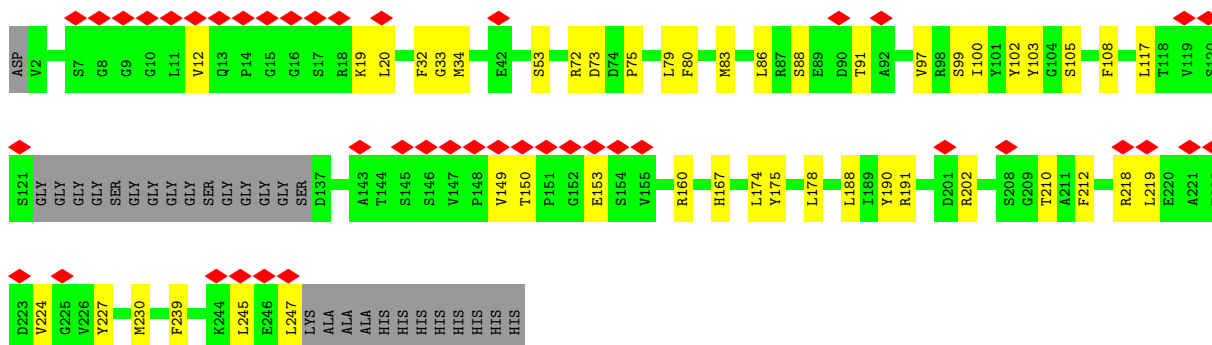 ASP V2 S7 G8 G9 G10 L11 V12 Q13 P14 G15 G16 S17 R18 K19 L20 F32 G33 M34 E42 S53 R72 D73 D74 P75 L79 F80 M83 L86 R87 S88 E89 D90 T91 A92 V97 R98 S99 I100 Y101 Y102 Y103 G104 S105 F108 L117 T118 V119 S120
S121 GLY GLY GLY GLY SER GLY GLY GLY GLY SER GLY GLY GLY GLY SER D137 A143 T144 S145 S146 V147 P148 V149 T150 P151 G152 E153 S154 V155 R160 H167 L174 Y175 L178 L188 I189 Y190 R191 D201 R202 S208 G209 T210 A211 F212 R218 L219 E220 A221
D223 V224 G225 V226 Y227 M230 F239 K244 L245 E246 L247 LYS ALA ALA ALA HIS HIS HIS HIS HIS HIS